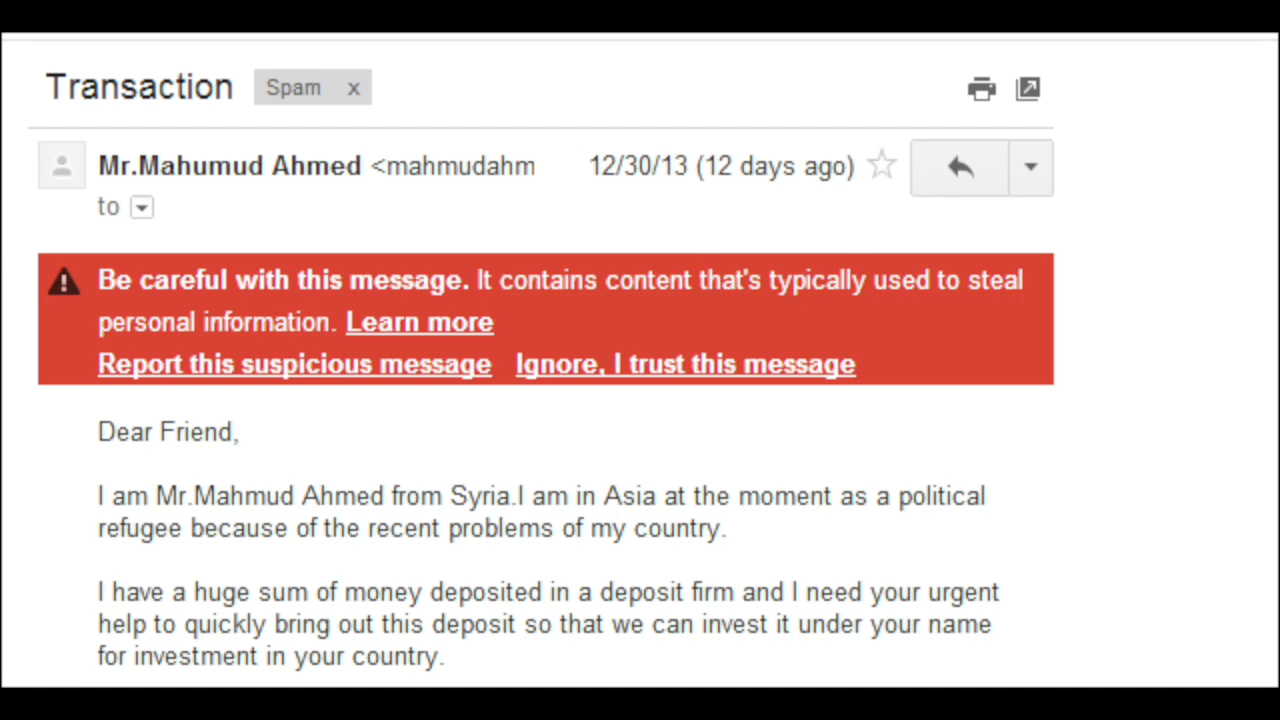 Transaction Spam x
Mr.Mahumud Ahmed <mahmudahm 12/30/13 (12 days ago)
to
Be careful with this message. It contains content that's typically used to steal
personal information. Learn more
Report this suspicious message Ignore, I trust this message
Dear Friend,
I am Mr.Mahmud Ahmed from Syria.I am in Asia at the moment as a political
refugee because of the recent problems of my country.
I have a huge sum of money deposited in a deposit firm and I need your urgent
help to quickly bring out this deposit so that we can invest it under your name
for investment in your country.